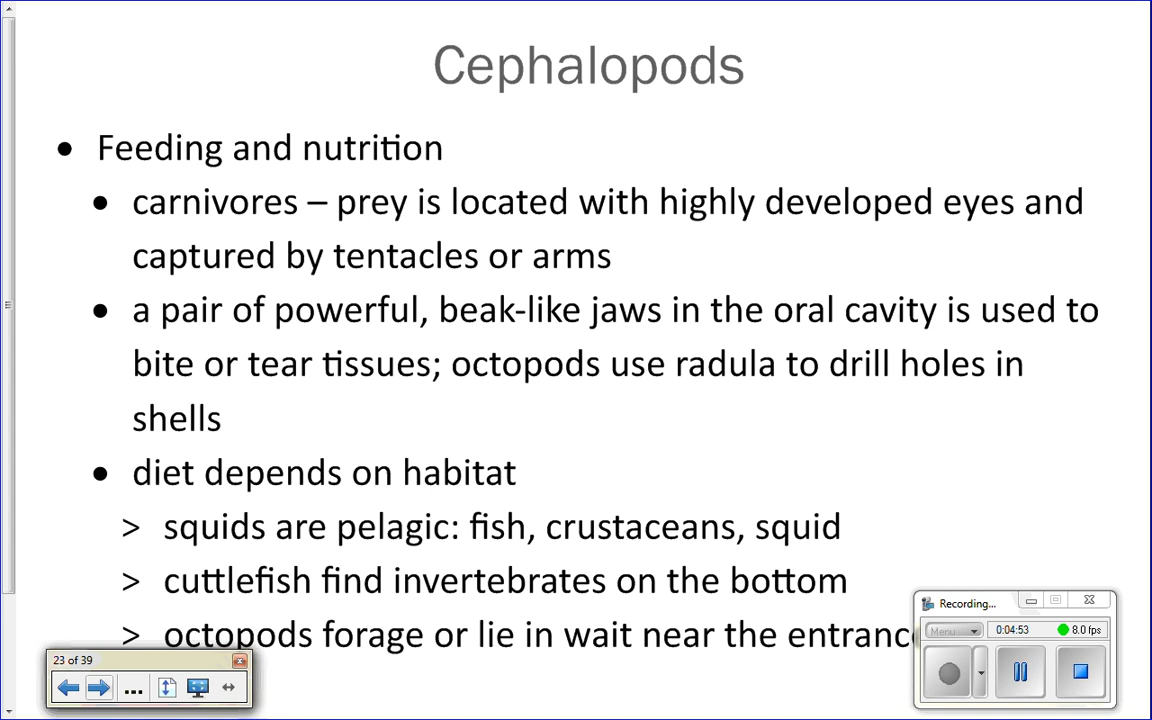 Cephalopods
• Feeding and nutrition
• carnivores – prey is located with highly developed eyes and
captured by tentacles or arms
• a pair of powerful, beak-like jaws in the oral cavity is used to
bite or tear tissues; octopods use radula to drill holes in
shells
• diet depends on habitat
> squids are pelagic: fish, crustaceans, squid
> cuttlefish find invertebrates on the bottom
> octopods forage or lie in wait near the entranc
Recording...
Menu 0:04:53 8.0 fps
23 of 39